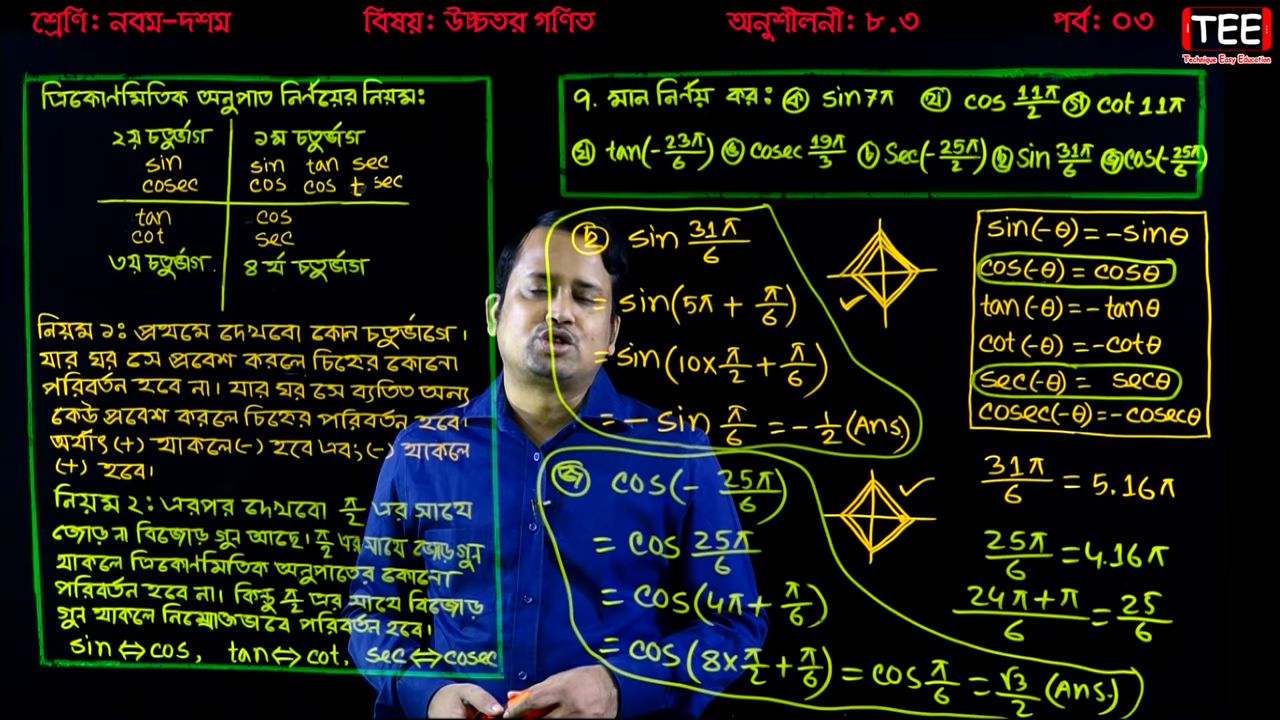 শ্রেণি: নবম-দশম
বিষয়: উচ্চতর গণিত
অনুশীলনী: ৮.৩
পর্ব: ০৩
TEE
Technique Easy Education
ত্রিকোণমিতিক অনুপাত নির্ণয়ের নিয়ম:
২য় চতুর্ভাগ
sin
cosec
১ম চতুর্ভাগ
sin tan sec
cos cos t sec
tan
cot
৩য় চতুর্ভাগ
cos
sec
৪র্থ চতুর্ভাগ
নিয়ম ১: প্রথমে দেখবো কোন চতুর্ভাগে।
যার ঘর সে প্রবেশ করলে চিহ্নের কোনো
পরিবর্তন হবে না। যার ঘর সে ব্যতিত অন্য
কেউ প্রবেশ করলে চিহ্নের পরিবর্তন হবে।
অর্থাৎ (+) থাকলে (-) হবে এবং (-) থাকলে
(+) হবে।
নিয়ম ২: এরপর দেখবো π/2 এর সাথে
জোড় না বিজোড় গুন আছে। π/2 এর সাথে জোড় গুন
থাকলে ত্রিকোণমিতিক অনুপাতের কোনো
পরিবর্তন হবে না। কিন্তু π/2 এর সাথে বিজোড়
গুন থাকলে নিম্নোক্তভাবে পরিবর্তন হবে।
sin ⇔ cos, tan ⇔ cot, sec ⇔ cosec
৭. মান নির্ণয় কর: ক sin 7π খ cos 11π/2 গ cot 11π
ঘ tan(-23π/6) ঙ cosec 19π/3 চ Sec(-25π/2) ছ sin 31π/6 জ cos(-25π/6)
ছ sin 31π/6
= sin(5π + π/6)
= sin(10×π/2 + π/6)
= - sin π/6 = - 1/2 (Ans.)
জ cos(- 25π/6)
= cos 25π/6
= cos(4π + π/6)
= cos(8×π/2 + π/6) = cos π/6 = √3/2 (Ans.)
sin(-θ) = -sinθ
cos(-θ) = cosθ
tan(-θ) = -tanθ
cot(-θ) = -cotθ
sec(-θ) = secθ
cosec(-θ) = -cosecθ
31π/6 = 5.16π
25π/6 = 4.16π
24π+π/6 = 25/6